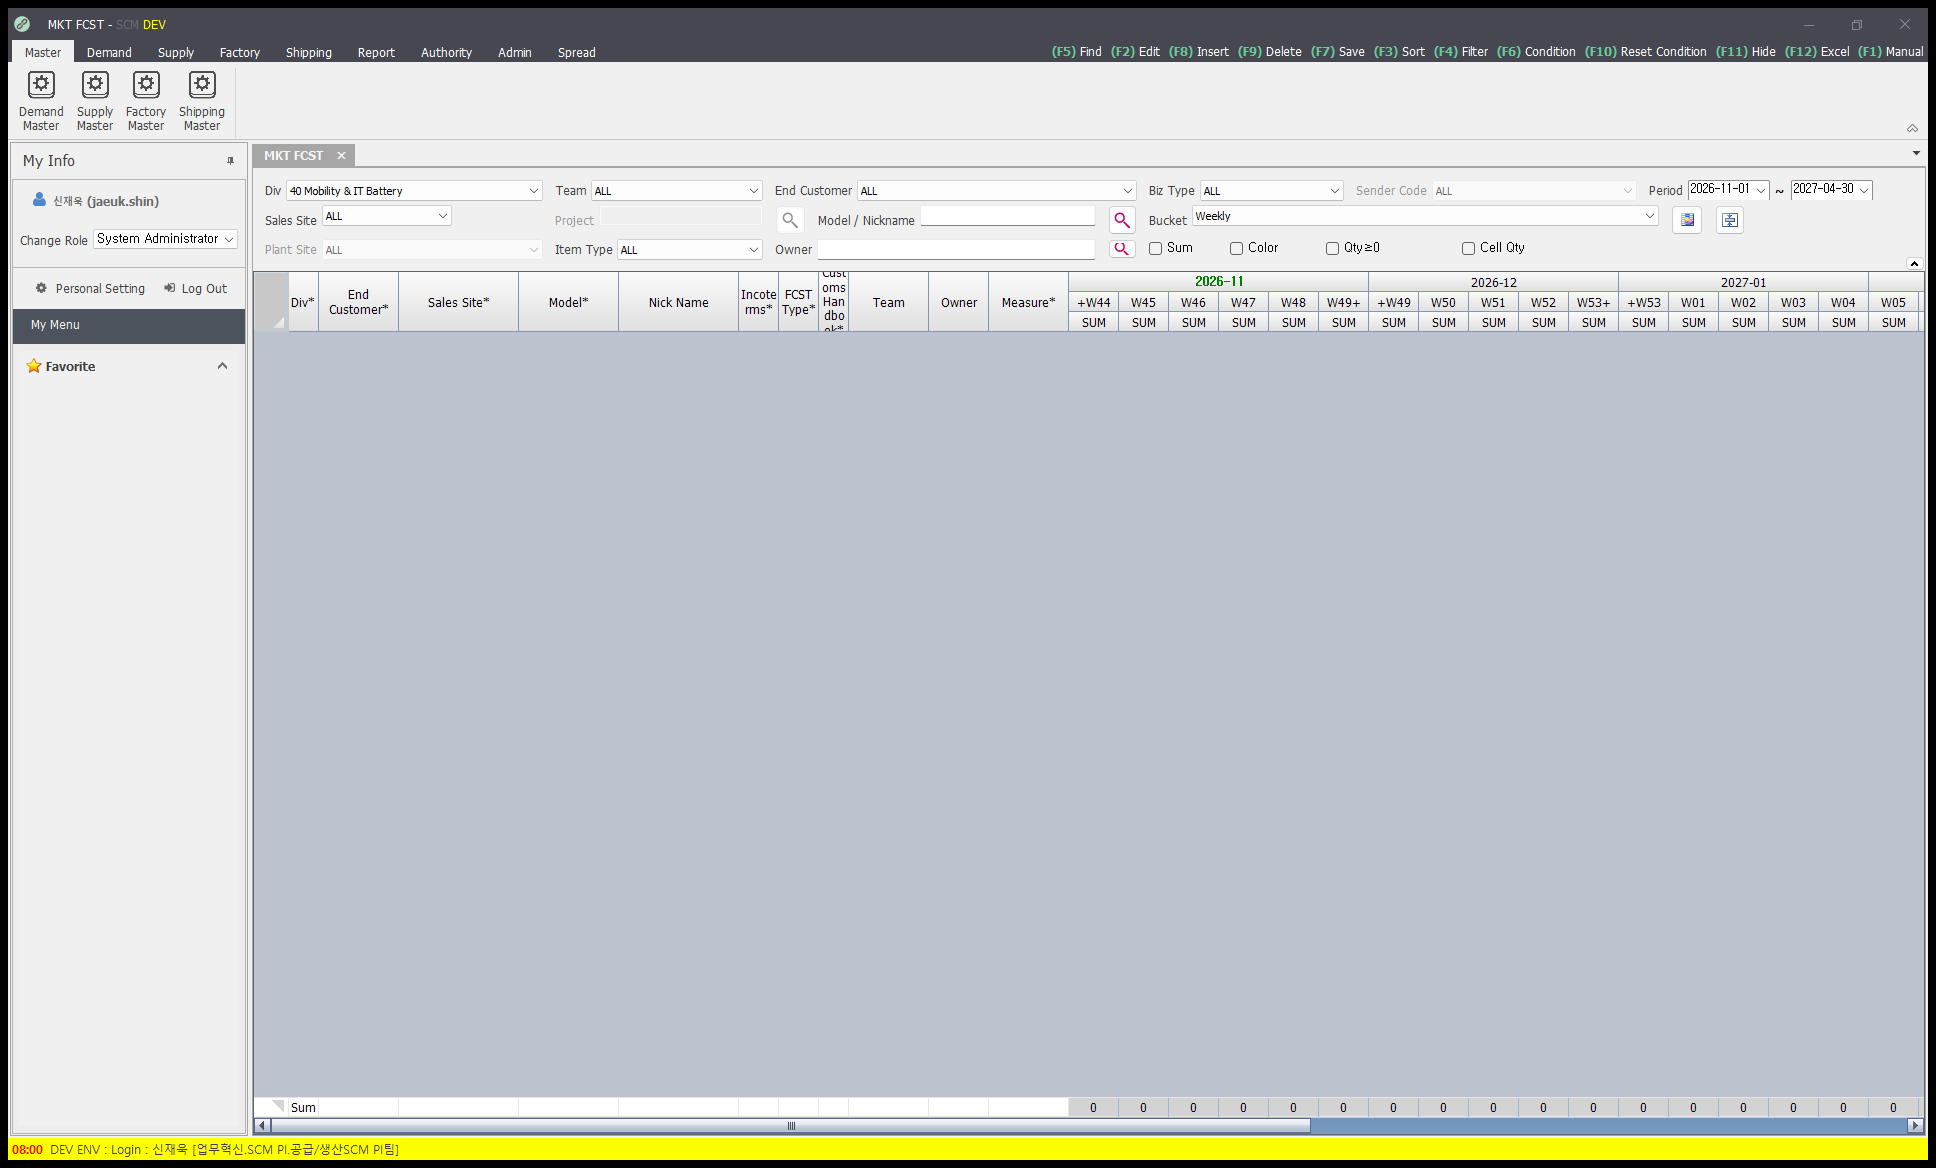 MKT FCST - SCM DEV
Master Demand Supply Factory Shipping Report Authority Admin Spread (F5) Find (F2) Edit (F8) Insert (F9) Delete (F7) Save (F3) Sort (F4) Filter (F6) Condition (F10) Reset Condition (F11) Hide (F12) Excel (F1) Manual
Demand Master Supply Master Factory Master Shipping Master
My Info
신재욱 (jaeuk.shin)
Change Role System Administrator
Personal Setting Log Out
My Menu
Favorite
MKT FCST
Div 40 Mobility & IT Battery Team ALL End Customer ALL Biz Type ALL Sender Code ALL Period 2026-11-01 ~ 2027-04-30
Sales Site ALL Project Model / Nickname Bucket Weekly
Plant Site ALL Item Type ALL Owner Sum Color Qty≥0 Cell Qty
Div* End Customer* Sales Site* Model* Nick Name Incoterms* FCST Type* Customs Handbook* Team Owner Measure*
2026-11 2026-12 2027-01
+W44 W45 W46 W47 W48 W49+ +W49 W50 W51 W52 W53+ +W53 W01 W02 W03 W04 W05
SUM SUM SUM SUM SUM SUM SUM SUM SUM SUM SUM SUM SUM SUM SUM SUM SUM
Sum 0 0 0 0 0 0 0 0 0 0 0 0 0 0 0 0 0
08:00 DEV ENV : Login : 신재욱 [업무혁신.SCM PI.공급/생산SCM PI팀]